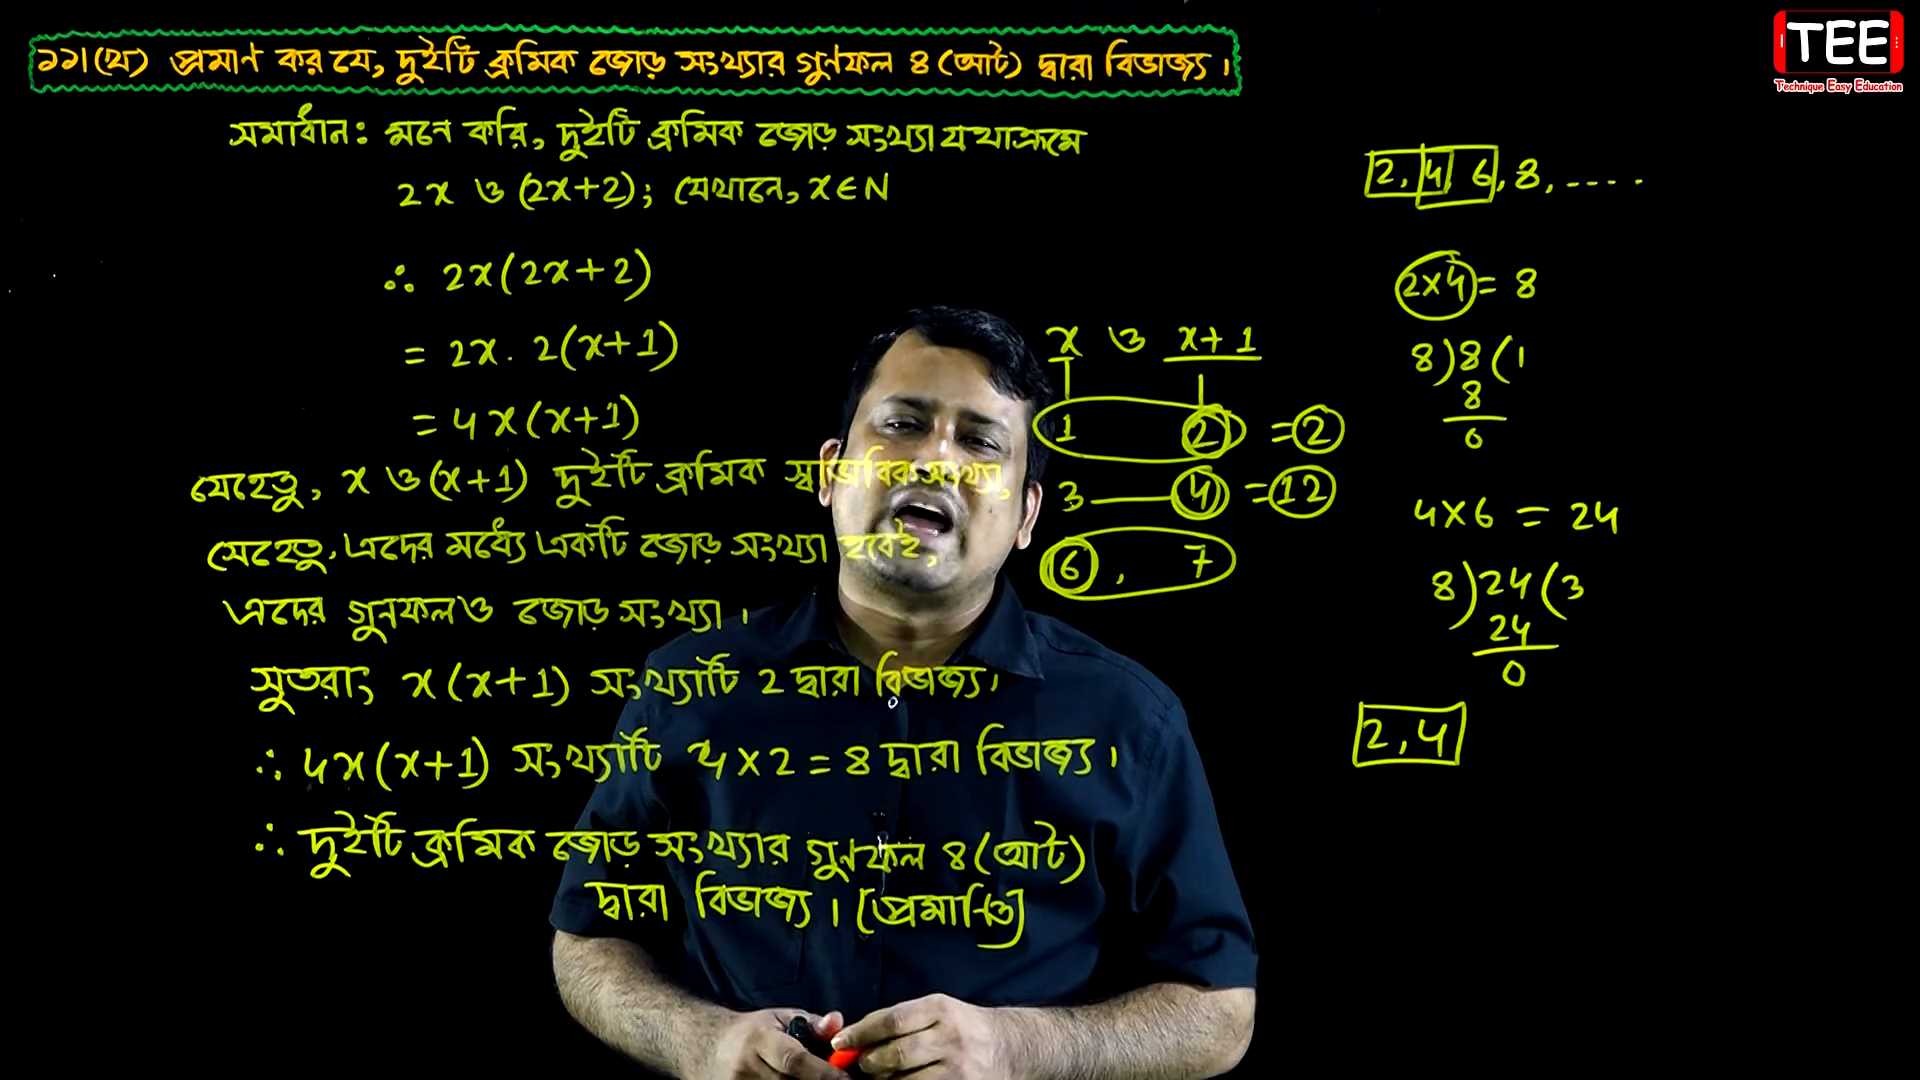 ১১।(খ) প্রমাণ কর যে, দুইটি ক্রমিক জোড় সংখ্যার গুণফল ৪ (আট) দ্বারা বিভাজ্য।
TEE
Technique Easy Education
সমাধান: মনে করি, দুইটি ক্রমিক জোড় সংখ্যা যথাক্রমে
2x ও (2x+2); যেখানে, x∈N
∴ 2x(2x+2)
= 2x. 2(x+1)
= 4x(x+1)
যেহেতু, x ও (x+1) দুইটি ক্রমিক স্বাভাবিক সংখ্যা,
সেহেতু, এদের মধ্যে একটি জোড় সংখ্যা হবেই,
এদের গুনফলও জোড় সংখ্যা।
সুতরাং x(x+1) সংখ্যাটি 2 দ্বারা বিভাজ্য।
∴ 4x(x+1) সংখ্যাটি 4×2=8 দ্বারা বিভাজ্য।
∴ দুইটি ক্রমিক জোড় সংখ্যার গুণফল ৪ (আট)
দ্বারা বিভাজ্য। [প্রমাণিত]
x ও x+1
1 2 =2
3 4 =12
6, 7
2, 4, 6, 8, ....
2×4= 8
8)8(1
8
0
4×6 = 24
8)24(3
24
0
2,4